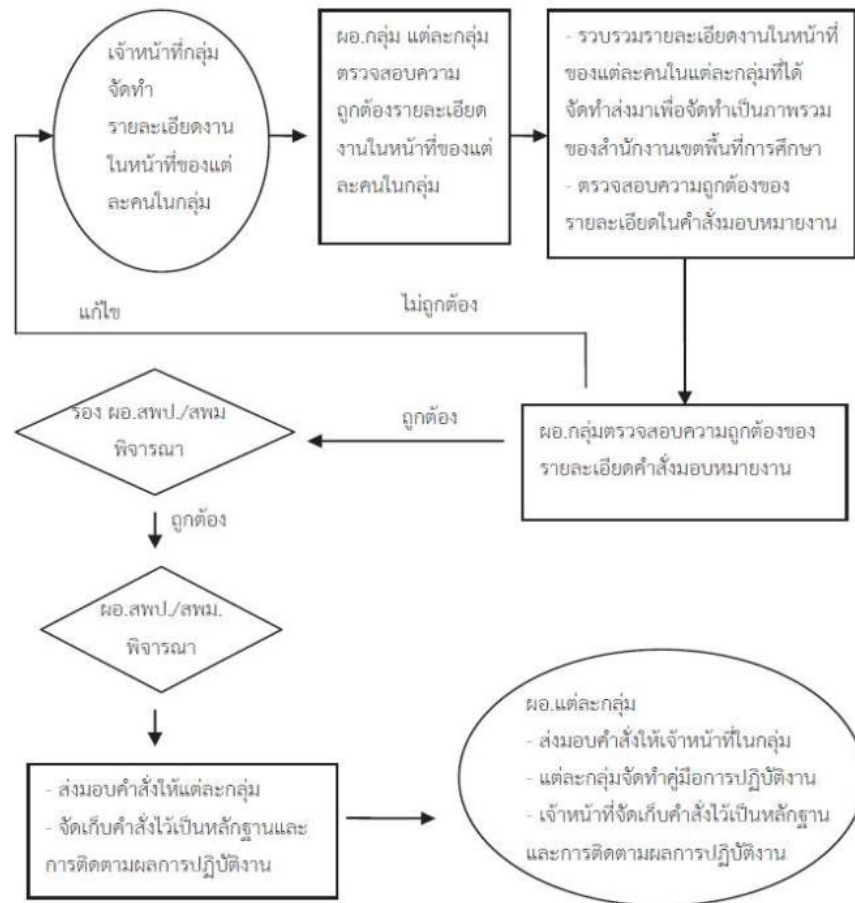 เจ้าหน้าที่กลุ่ม
จัดทำ
รายละเอียดงาน
ในหน้าที่ของแต่
ละคนในกลุ่ม
ผอ.กลุ่ม แต่ละกลุ่ม
ตรวจสอบความ
ถูกต้องรายละเอียด
งานในหน้าที่ของแต่
ละคนในกลุ่ม
- รวบรวมรายละเอียดงานในหน้าที่
ของแต่ละคนในแต่ละกลุ่มที่ได้
จัดทำส่งมาเพื่อจัดทำเป็นภาพรวม
ของสำนักงานเขตพื้นที่การศึกษา
- ตรวจสอบความถูกต้องของ
รายละเอียดในคำสั่งมอบหมายงาน
แก้ไข
ไม่ถูกต้อง
ผอ.กลุ่มตรวจสอบความถูกต้องของ
รายละเอียดคำสั่งมอบหมายงาน
ถูกต้อง
รอง ผอ.สพป./สพม
พิจารณา
ถูกต้อง
ผอ.สพป./สพม.
พิจารณา
- ส่งมอบคำสั่งให้แต่ละกลุ่ม
- จัดเก็บคำสั่งไว้เป็นหลักฐานและ
การติดตามผลการปฏิบัติงาน
ผอ.แต่ละกลุ่ม
- ส่งมอบคำสั่งให้เจ้าหน้าที่ในกลุ่ม
- แต่ละกลุ่มจัดทำคู่มือการปฏิบัติงาน
- เจ้าหน้าที่จัดเก็บคำสั่งไว้เป็นหลักฐาน
และการติดตามผลการปฏิบัติงาน